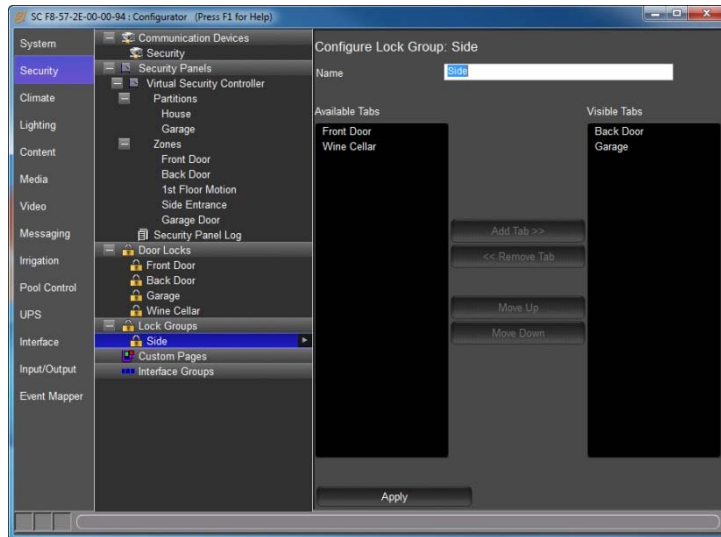 SC F8-57-2E-00-00-94 : Configurator (Press F1 for Help)
System
Security
Climate
Lighting
Content
Media
Video
Messaging
Irrigation
Pool Control
UPS
Interface
Input/Output
Event Mapper
Communication Devices
Security
Security Panels
Virtual Security Controller
Partitions
House
Garage
Zones
Front Door
Back Door
1st Floor Motion
Side Entrance
Garage Door
Security Panel Log
Door Locks
Front Door
Back Door
Garage
Wine Cellar
Lock Groups
Side
Custom Pages
Interface Groups
Configure Lock Group: Side
Name
Side
Available Tabs
Front Door
Wine Cellar
Add Tab >>
<< Remove Tab
Move Up
Move Down
Visible Tabs
Back Door
Garage
Apply